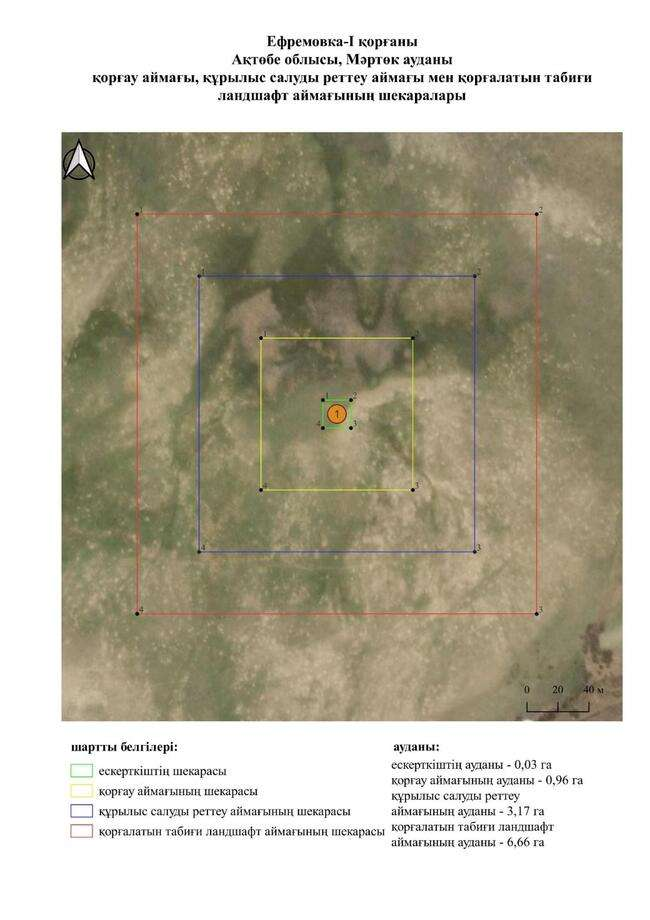 Ефремовка-I қорғаны
Ақтөбе облысы, Мәртөк ауданы
қорғау аймағы, құрылыс салуды реттеу аймағы мен қорғалатын табиғи
ландшафт аймағының шекаралары
1 2
1 2
1 2
1 2
1
4 3
4 3
4 3
4 3
0 20 40 м
шартты белгілері:
ескерткіштің шекарасы
қорғау аймағының шекарасы
құрылыс салуды реттеу аймағының шекарасы
қорғалатын табиғи ландшафт аймағының шекарасы
ауданы:
ескерткіштің ауданы - 0,03 га
қорғау аймағының ауданы - 0,96 га
құрылыс салуды реттеу
аймағының ауданы - 3,17 га
қорғалатын табиғи ландшафт
аймағының ауданы - 6,66 га